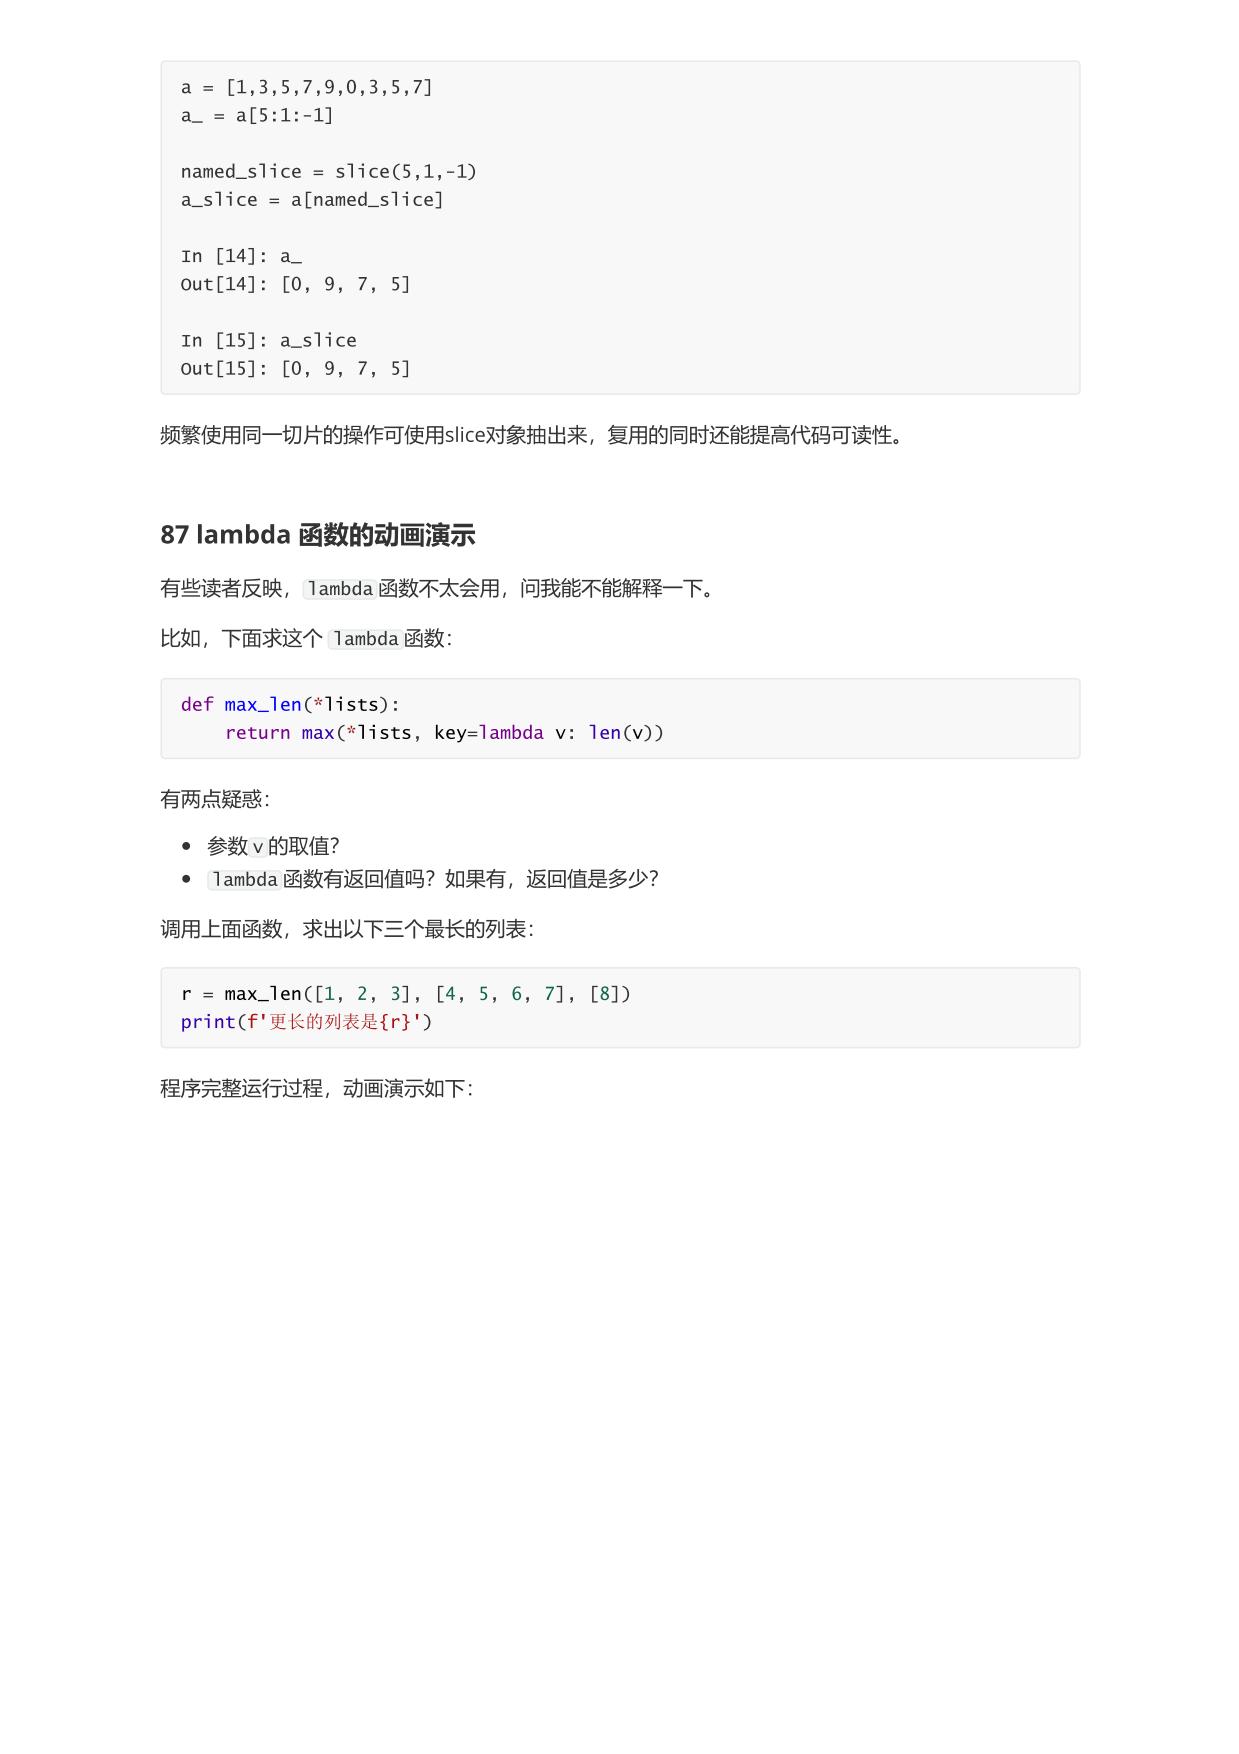 a = [1,3,5,7,9,0,3,5,7]
a_ = a[5:1:-1]
named_slice = slice(5,1,-1)
a_slice = a[named_slice]
In [14]: a_
Out[14]: [0, 9, 7, 5]
In [15]: a_slice
Out[15]: [0, 9, 7, 5]
频繁使用同一切片的操作可使用slice对象抽出来，复用的同时还能提高代码可读性。
87 lambda 函数的动画演示
有些读者反映，lambda函数不太会用，问我能不能解释一下。
比如，下面求这个 lambda函数：
def max_len(*lists):
    return max(*lists, key=lambda v: len(v))
有两点疑惑：
• 参数v的取值？
• lambda函数有返回值吗？如果有，返回值是多少？
调用上面函数，求出以下三个最长的列表：
r = max_len([1, 2, 3], [4, 5, 6, 7], [8])
print(f'更长的列表是{r}')
程序完整运行过程，动画演示如下：